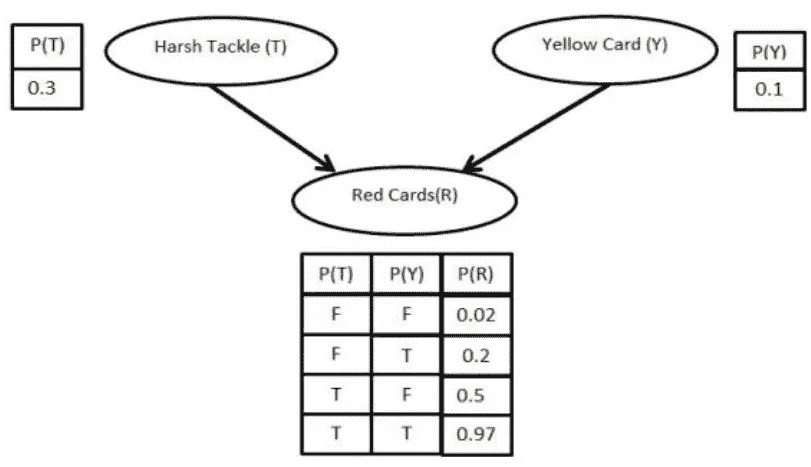 P(T)
0.3
Harsh Tackle (T)
Yellow Card (Y)
P(Y)
0.1
Red Cards(R)
P(T) P(Y) P(R)
F F 0.02
F T 0.2
T F 0.5
T T 0.97